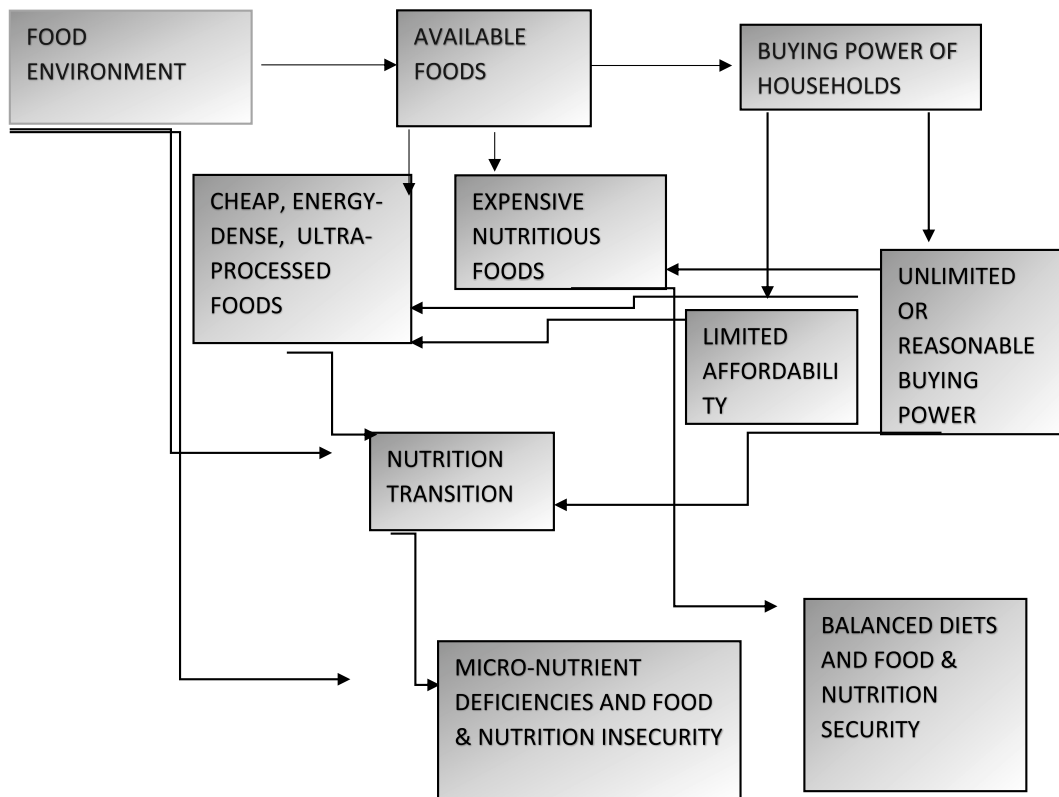 FOOD
ENVIRONMENT
AVAILABLE
FOODS
BUYING POWER OF
HOUSEHOLDS
CHEAP, ENERGY-
DENSE, ULTRA-
PROCESSED
FOODS
EXPENSIVE
NUTRITIOUS
FOODS
UNLIMITED
OR
REASONABLE
BUYING
POWER
LIMITED
AFFORDABILI
TY
NUTRITION
TRANSITION
MICRO-NUTRIENT
DEFICIENCIES AND FOOD
& NUTRITION INSECURITY
BALANCED DIETS
AND FOOD &
NUTRITION
SECURITY